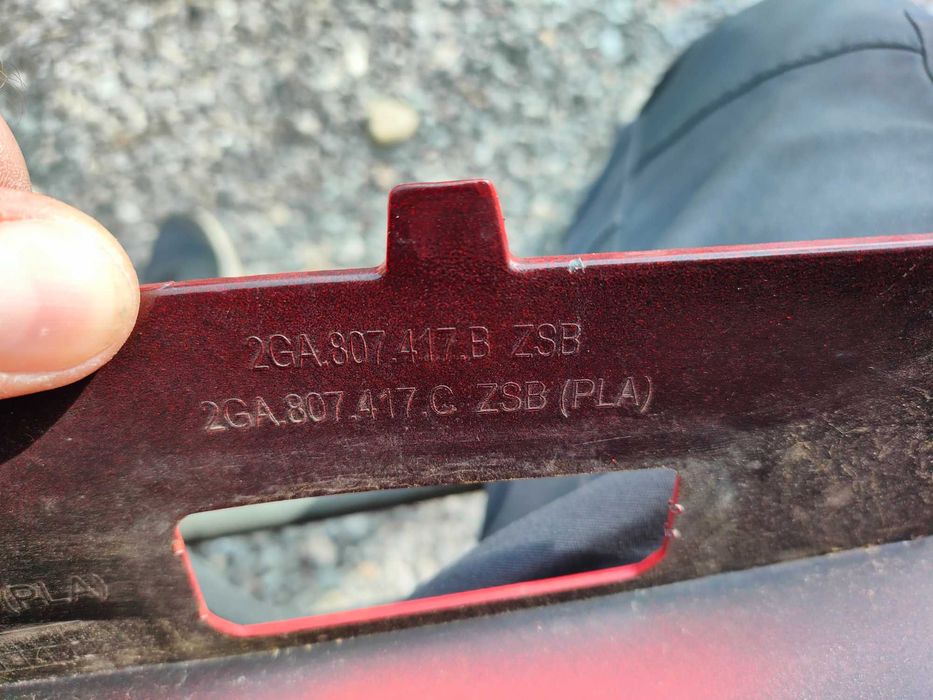 2GA.807.417.B ZSB
2GA.807.417.C ZSB (PLA)
(PLA)